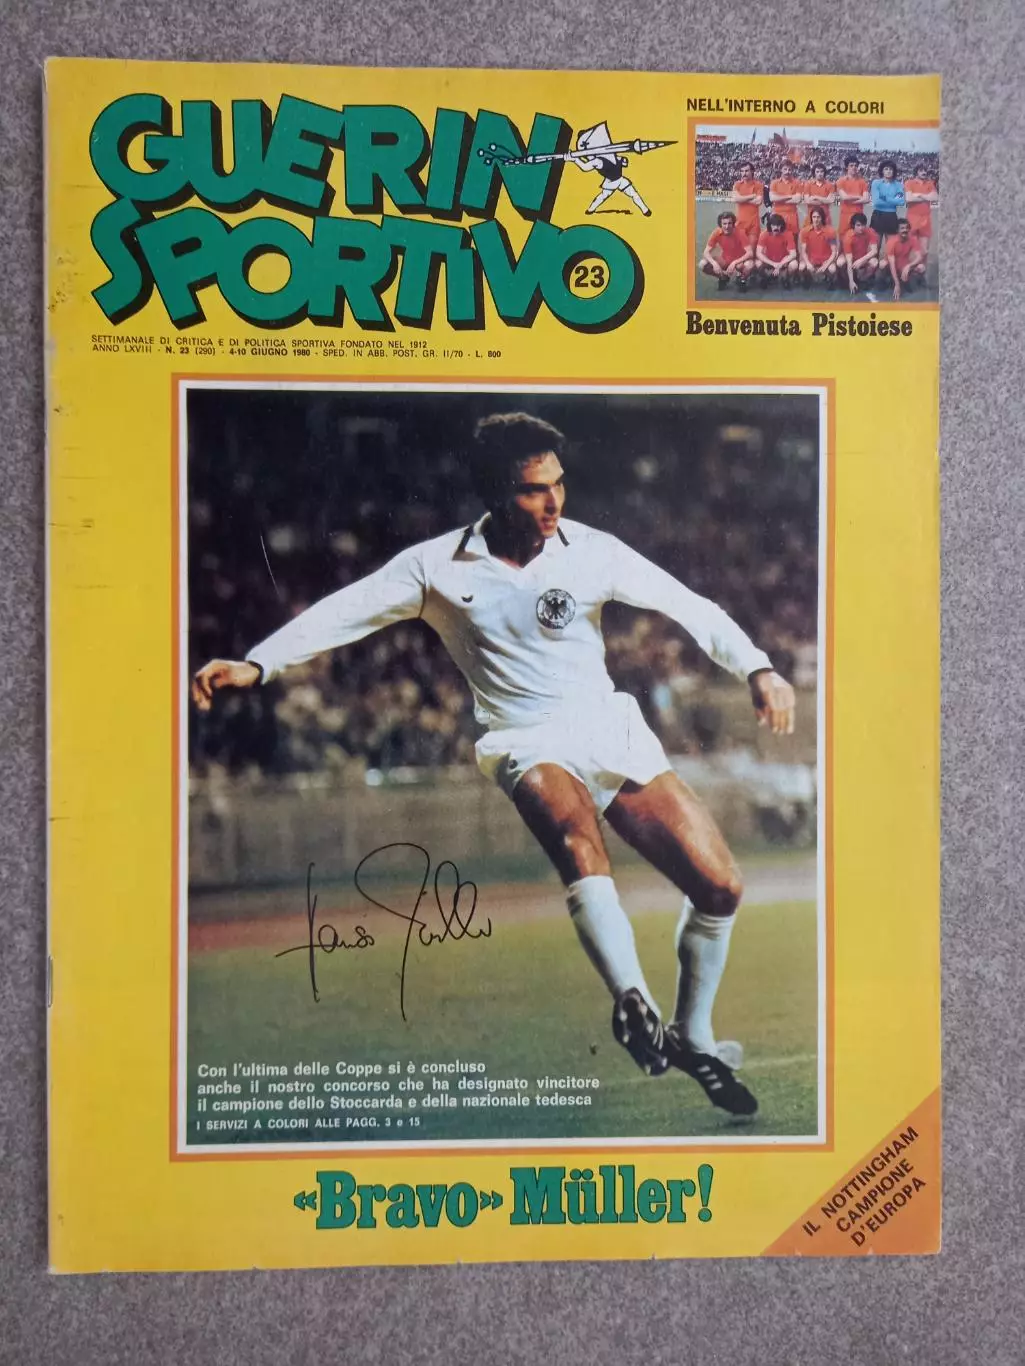 GUERIN
SPORTIVO
23
SETTIMANALE DI CRITICA E DI POLITICA SPORTIVA FONDATO NEL 1912
ANNO LXVIII - N. 23 (290) - 4-10 GIUGNO 1980 - SPED. IN ABB. POST. GR. II/70 - L. 800
NELL'INTERNO A COLORI
Benvenuta Pistoiese
Hansi Müller
Con l'ultima delle Coppe si è concluso
anche il nostro concorso che ha designato vincitore
il campione dello Stoccarda e della nazionale tedesca
I SERVIZI A COLORI ALLE PAGG. 3 e 15
«Bravo» Müller!
IL NOTTINGHAM
CAMPIONE
D'EUROPA